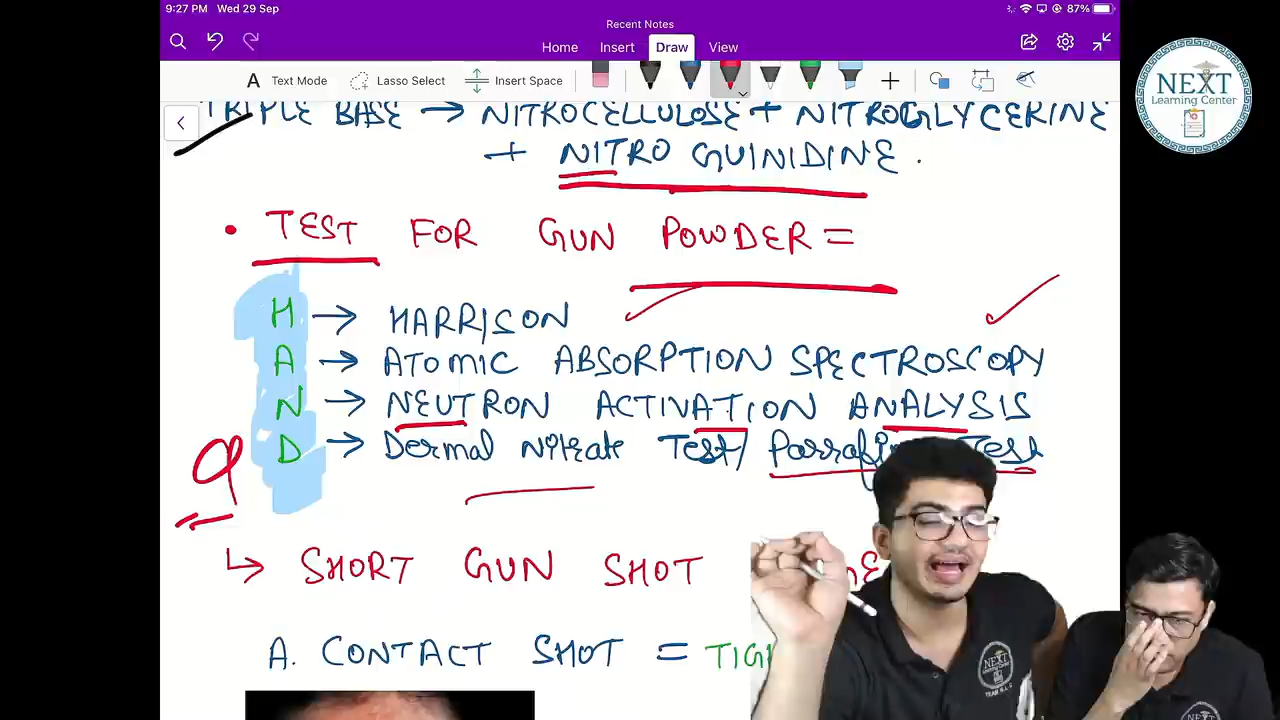 9:27 PM Wed 29 Sep
87%
Recent Notes
Home Insert Draw View
Text Mode Lasso Select Insert Space
TRIPLE BASE → NITROCELLULOSE + NITROGLYCERINE
+ NITRO GUINIDINE .
• TEST FOR GUN POWDER =
H → HARRISON
A → ATOMIC ABSORPTION SPECTROSCOPY
N → NEUTRON ACTIVATION ANALYSIS
D → Dermal Nitrate Test/ Test
↳ SHORT GUN SHOT
A. CONTACT SHOT =
NEXT
Learning Center
NEXT
NEXT